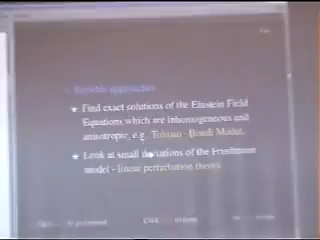 Possible approaches
Find exact solutions of the Einstein Field
Equations which are inhomogeneous and
anisotropic, e.g. Tolman - Bondi Model.
Look at small deviations of the Friedmann
model - linear perturbation theory.